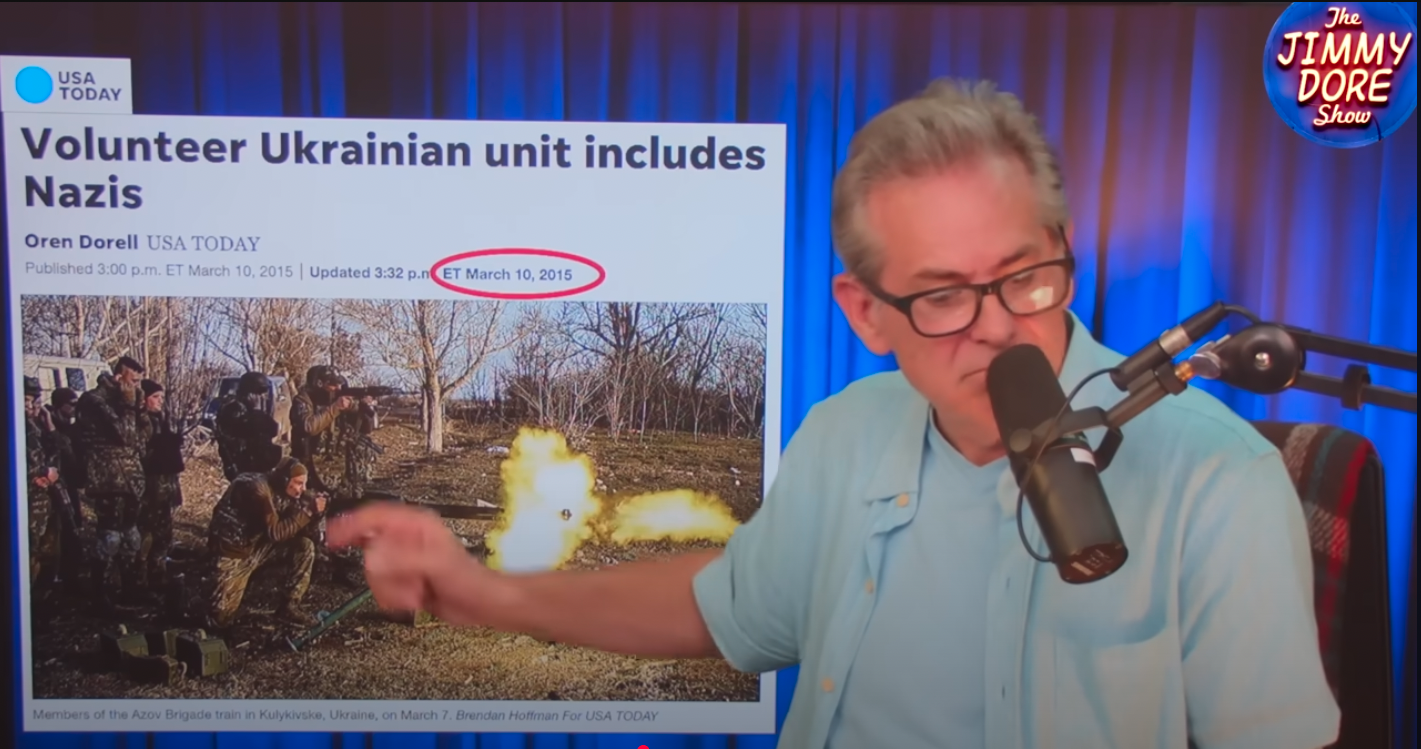 The
JIMMY
DORE
Show
USA
TODAY
Volunteer Ukrainian unit includes
Nazis
Oren Dorell USA TODAY
Published 3:00 p.m. ET March 10, 2015 | Updated 3:32 p.n ET March 10, 2015
Members of the Azov Brigade train in Kulykivske, Ukraine, on March 7. Brendan Hoffman For USA TODAY